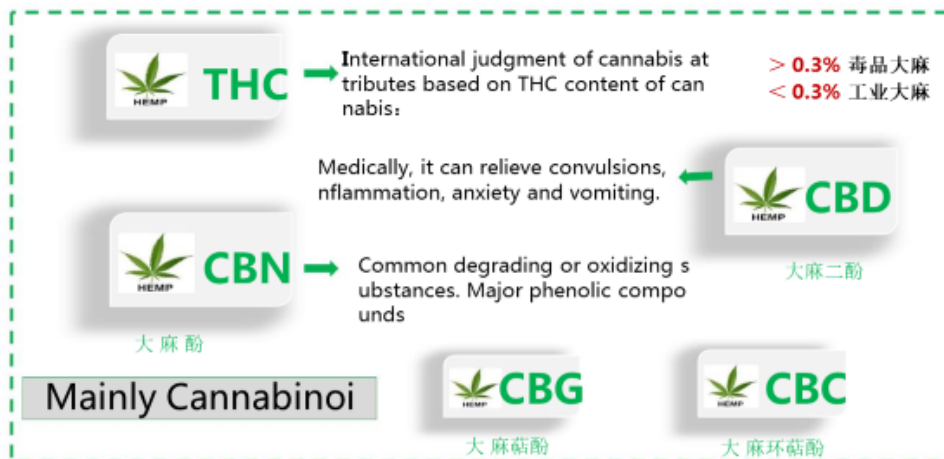 HEMP
THC
International judgment of cannabis at
tributes based on THC content of can
nabis：
＞ 0.3% 毒品大麻
＜ 0.3% 工业大麻
Medically, it can relieve convulsions,
nflammation, anxiety and vomiting.
HEMP
CBD
大麻二酚
HEMP
CBN
大 麻 酚
Common degrading or oxidizing s
ubstances. Major phenolic compo
unds
Mainly Cannabinoi
HEMP
CBG
大 麻萜酚
HEMP
CBC
大 麻环萜酚